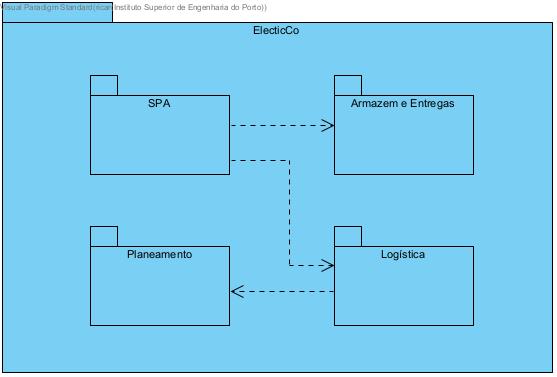 Visual Paradigm Standard(ricar Instituto Superior de Engenharia do Porto))
ElecticCo
SPA
Armazem e Entregas
Planeamento
Logística